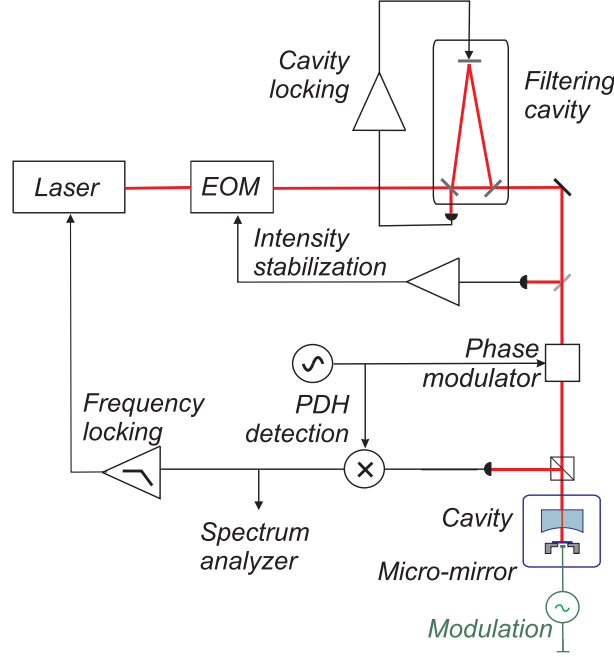 Cavity
locking
Filtering
cavity
Laser
EOM
Intensity
stabilization
Phase
modulator
PDH
detection
Frequency
locking
Spectrum
analyzer
Cavity
Micro-mirror
Modulation